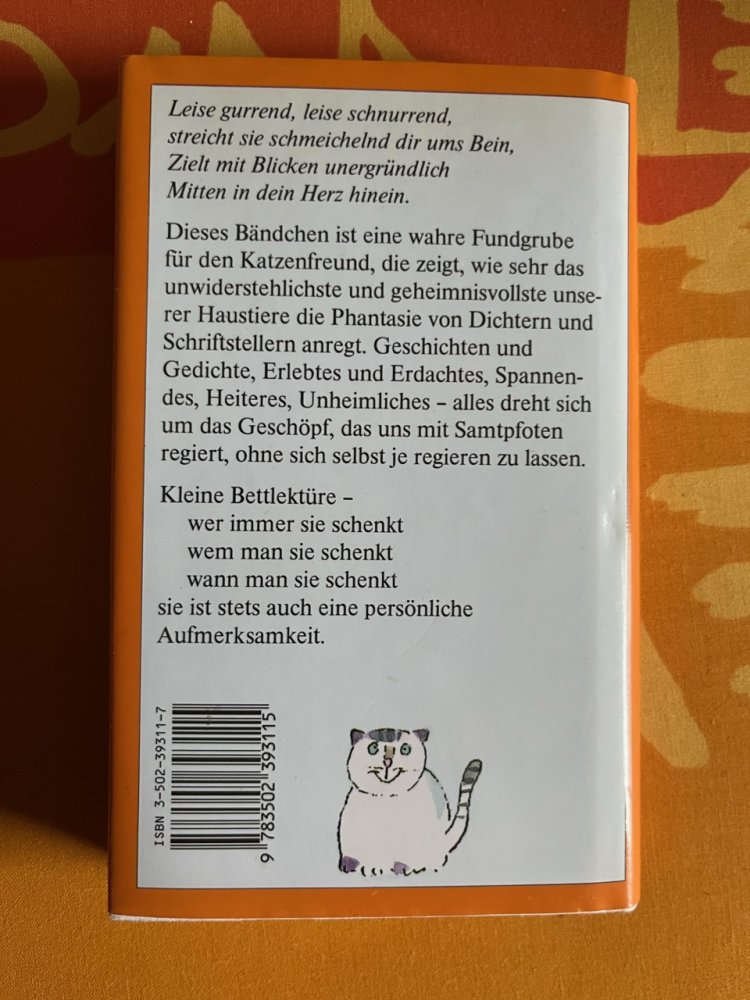 Leise gurrend, leise schnurrend,
streicht sie schmeichelnd dir ums Bein,
Zielt mit Blicken unergründlich
Mitten in dein Herz hinein.
Dieses Bändchen ist eine wahre Fundgrube
für den Katzenfreund, die zeigt, wie sehr das
unwiderstehlichste und geheimnisvollste unse-
rer Haustiere die Phantasie von Dichtern und
Schriftstellern anregt. Geschichten und
Gedichte, Erlebtes und Erdachtes, Spannen-
des, Heiteres, Unheimliches – alles dreht sich
um das Geschöpf, das uns mit Samtpfoten
regiert, ohne sich selbst je regieren zu lassen.
Kleine Bettlektüre –
wer immer sie schenkt
wem man sie schenkt
wann man sie schenkt
sie ist stets auch eine persönliche
Aufmerksamkeit.
ISBN 3-502-39311-7
9 783502 393115